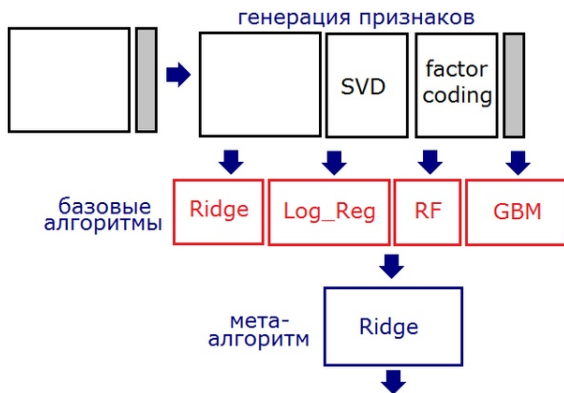 генерация признаков
SVD
factor
coding
базовые
алгоритмы
Ridge
Log_Reg
RF
GBM
мета-
алгоритм
Ridge